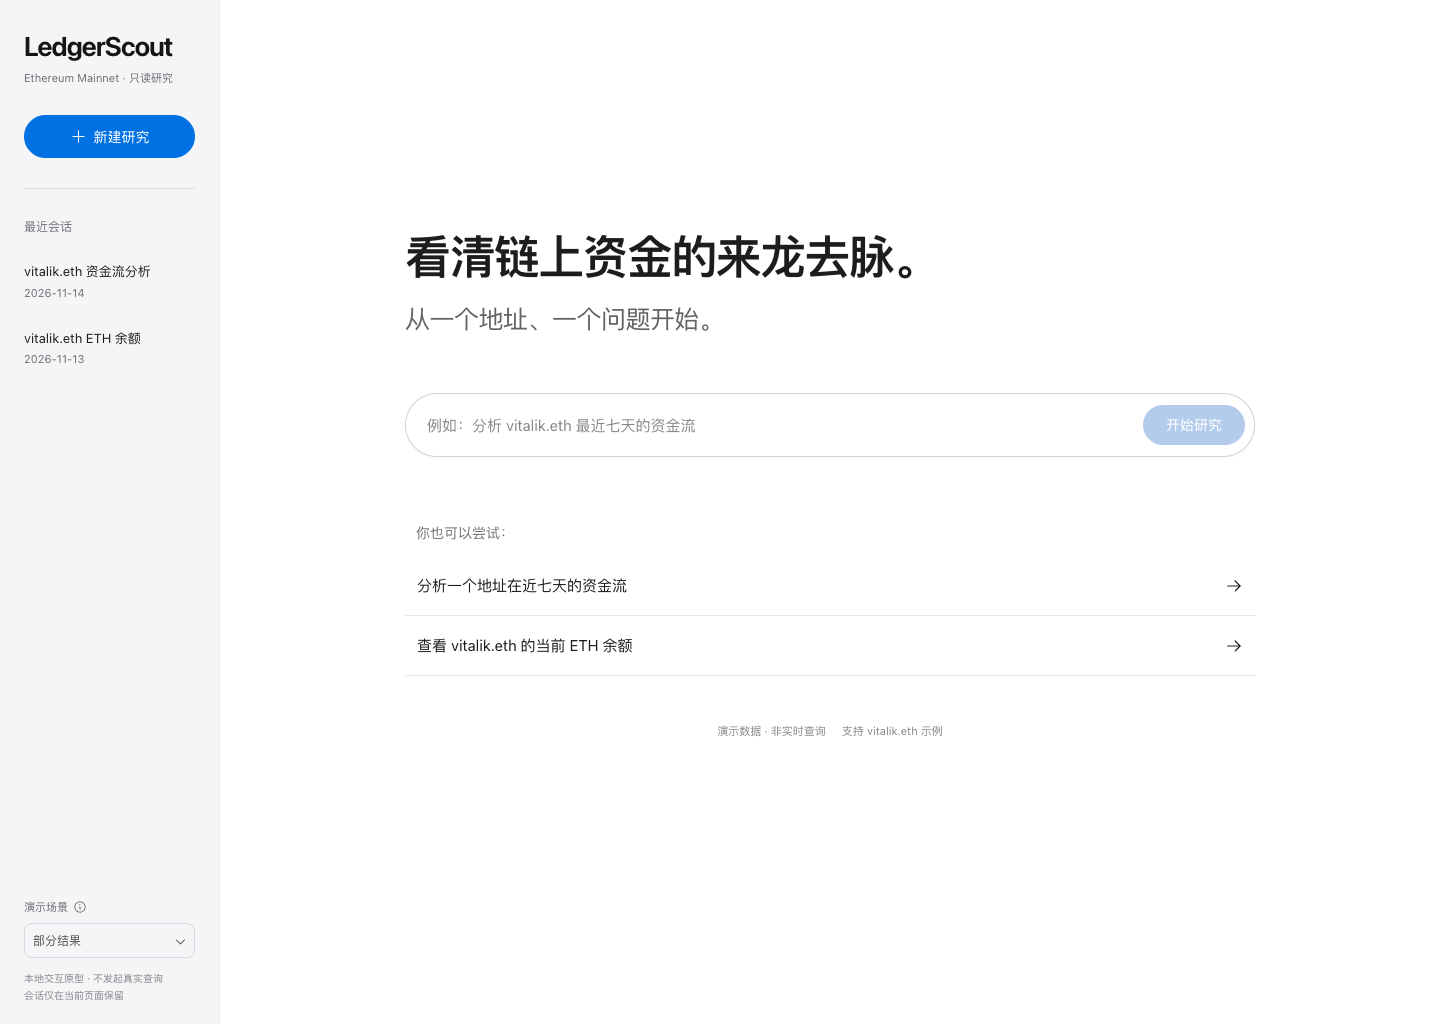 LedgerScout
Ethereum Mainnet · 只读研究
新建研究
最近会话
vitalik.eth 资金流分析
2026-11-14
vitalik.eth ETH 余额
2026-11-13
演示场景
部分结果
本地交互原型 · 不发起真实查询
会话仅在当前页面保留
看清链上资金的来龙去脉。
从一个地址、一个问题开始。
例如：分析 vitalik.eth 最近七天的资金流
开始研究
你也可以尝试：
分析一个地址在近七天的资金流
查看 vitalik.eth 的当前 ETH 余额
演示数据 · 非实时查询 支持 vitalik.eth 示例